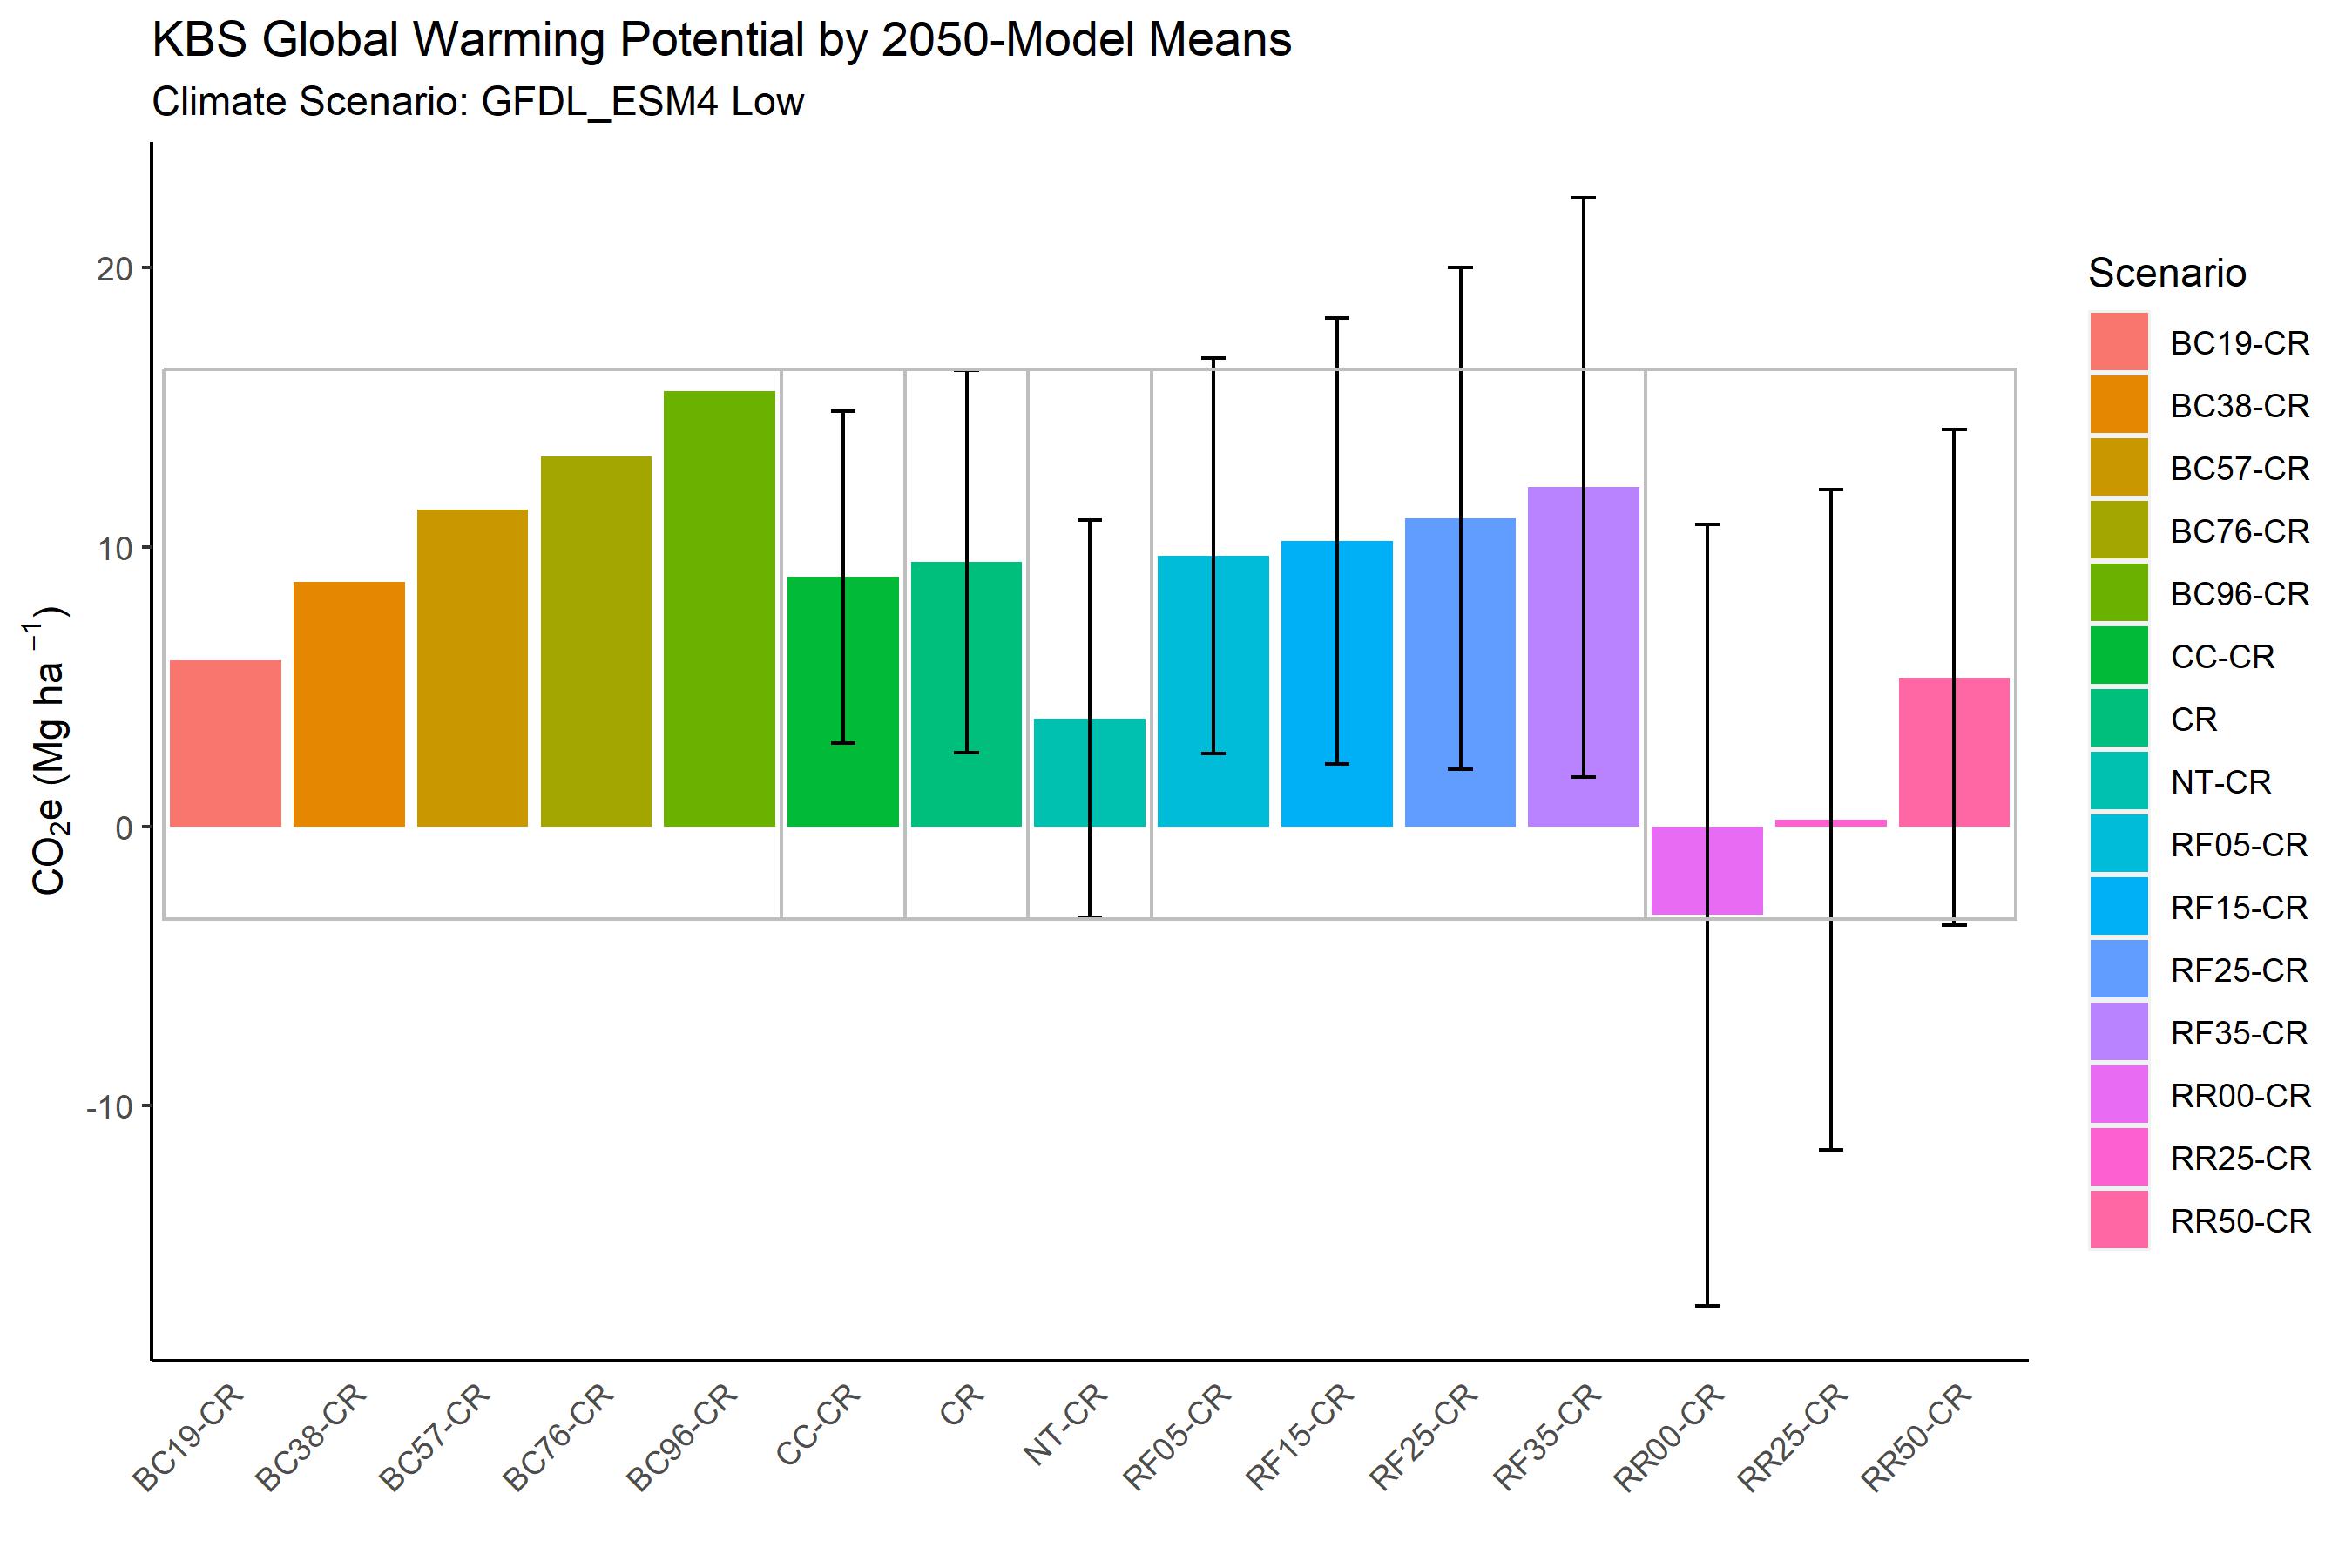 KBS Global Warming Potential by 2050-Model Means
Climate Scenario: GFDL_ESM4 Low
CO₂e (Mg ha ⁻¹)
20
10
0
-10
BC19-CR
BC38-CR
BC57-CR
BC76-CR
BC96-CR
CC-CR
CR
NT-CR
RF05-CR
RF15-CR
RF25-CR
RF35-CR
RR00-CR
RR25-CR
RR50-CR
Scenario
BC19-CR
BC38-CR
BC57-CR
BC76-CR
BC96-CR
CC-CR
CR
NT-CR
RF05-CR
RF15-CR
RF25-CR
RF35-CR
RR00-CR
RR25-CR
RR50-CR